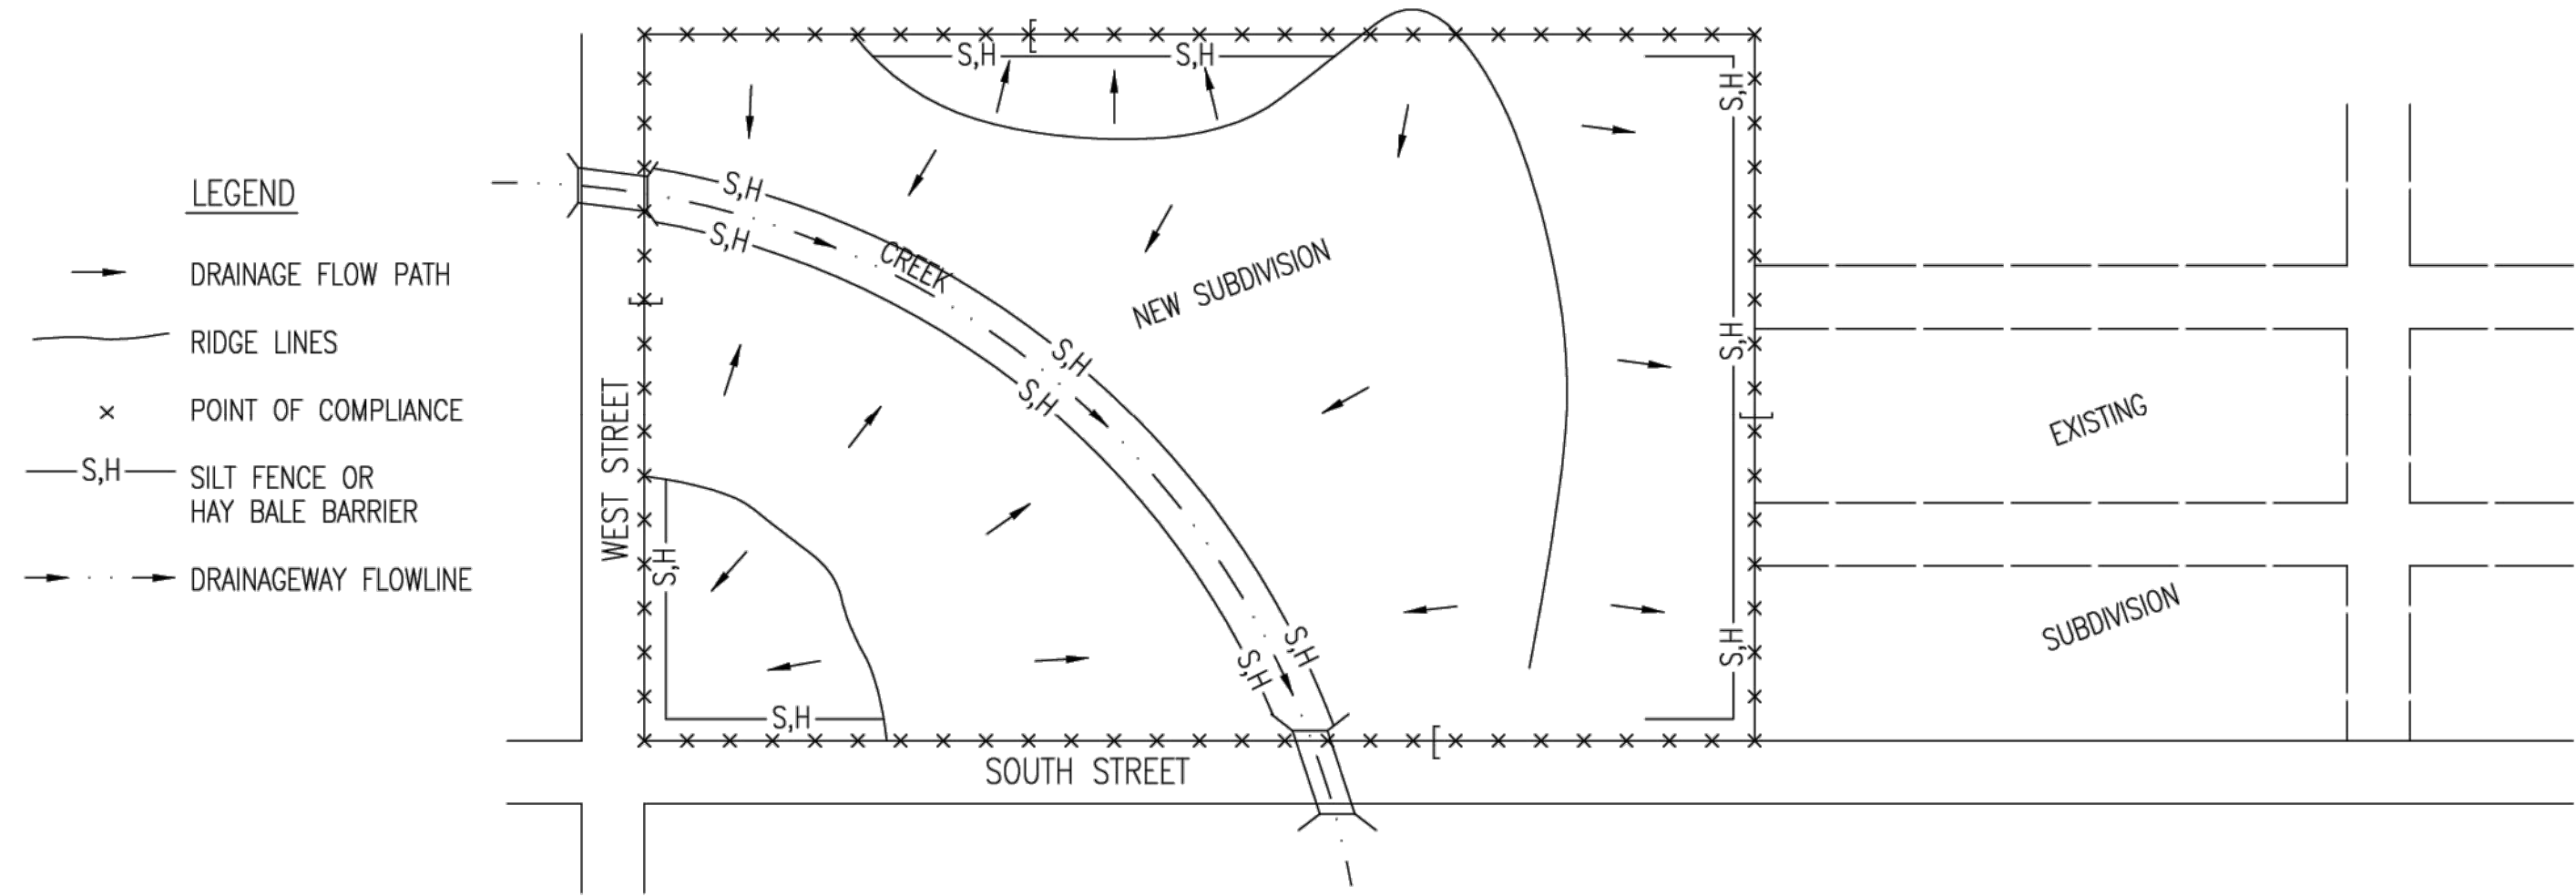 LEGEND
DRAINAGE FLOW PATH
RIDGE LINES
POINT OF COMPLIANCE
S,H
SILT FENCE OR
HAY BALE BARRIER
DRAINAGEWAY FLOWLINE
S,H
S,H
S,H
S,H
S,H
CREEK
NEW SUBDIVISION
S,H
S,H
S,H
WEST STREET
EXISTING
S,H
SUBDIVISION
S,H
S,H
S,H
S,H
SOUTH STREET